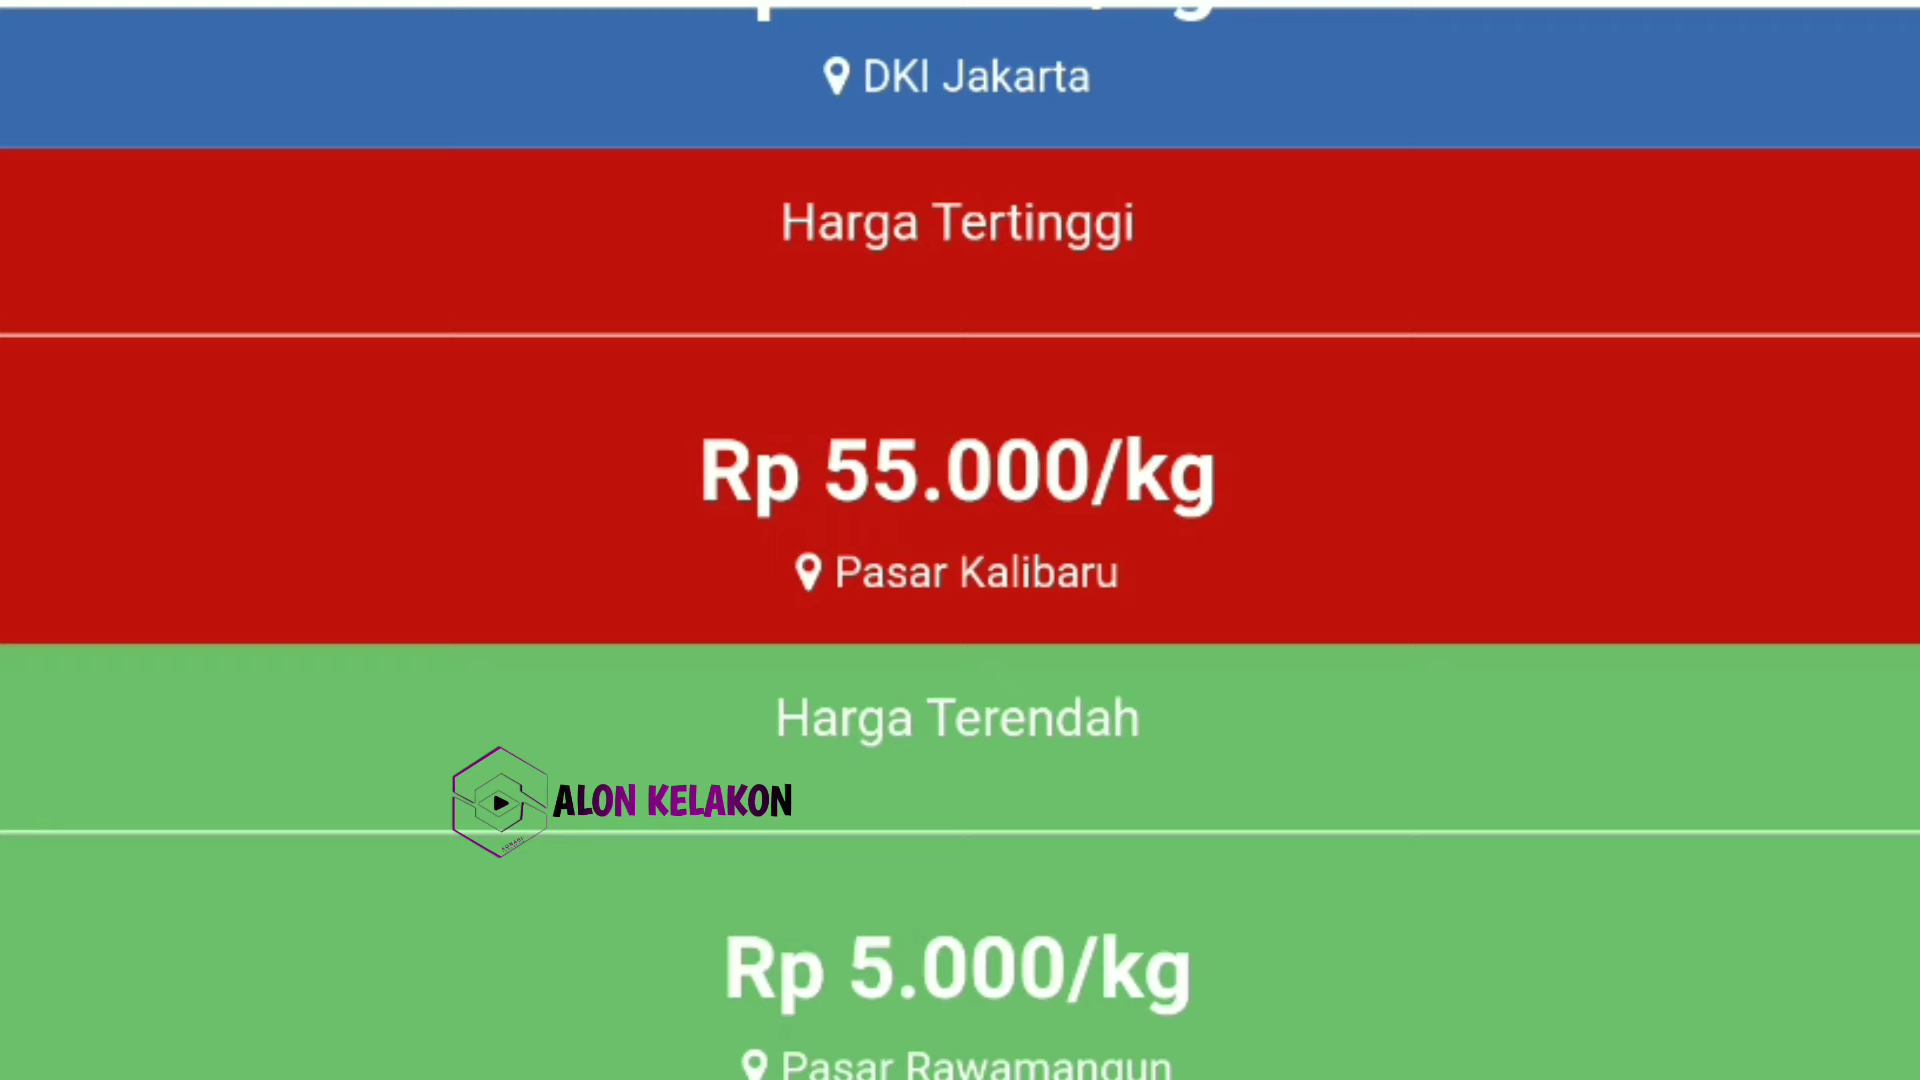 DKI Jakarta
Harga Tertinggi
Rp 55.000/kg
Pasar Kalibaru
Harga Terendah
ALON KELAKON
Rp 5.000/kg
Pasar Rawamangun